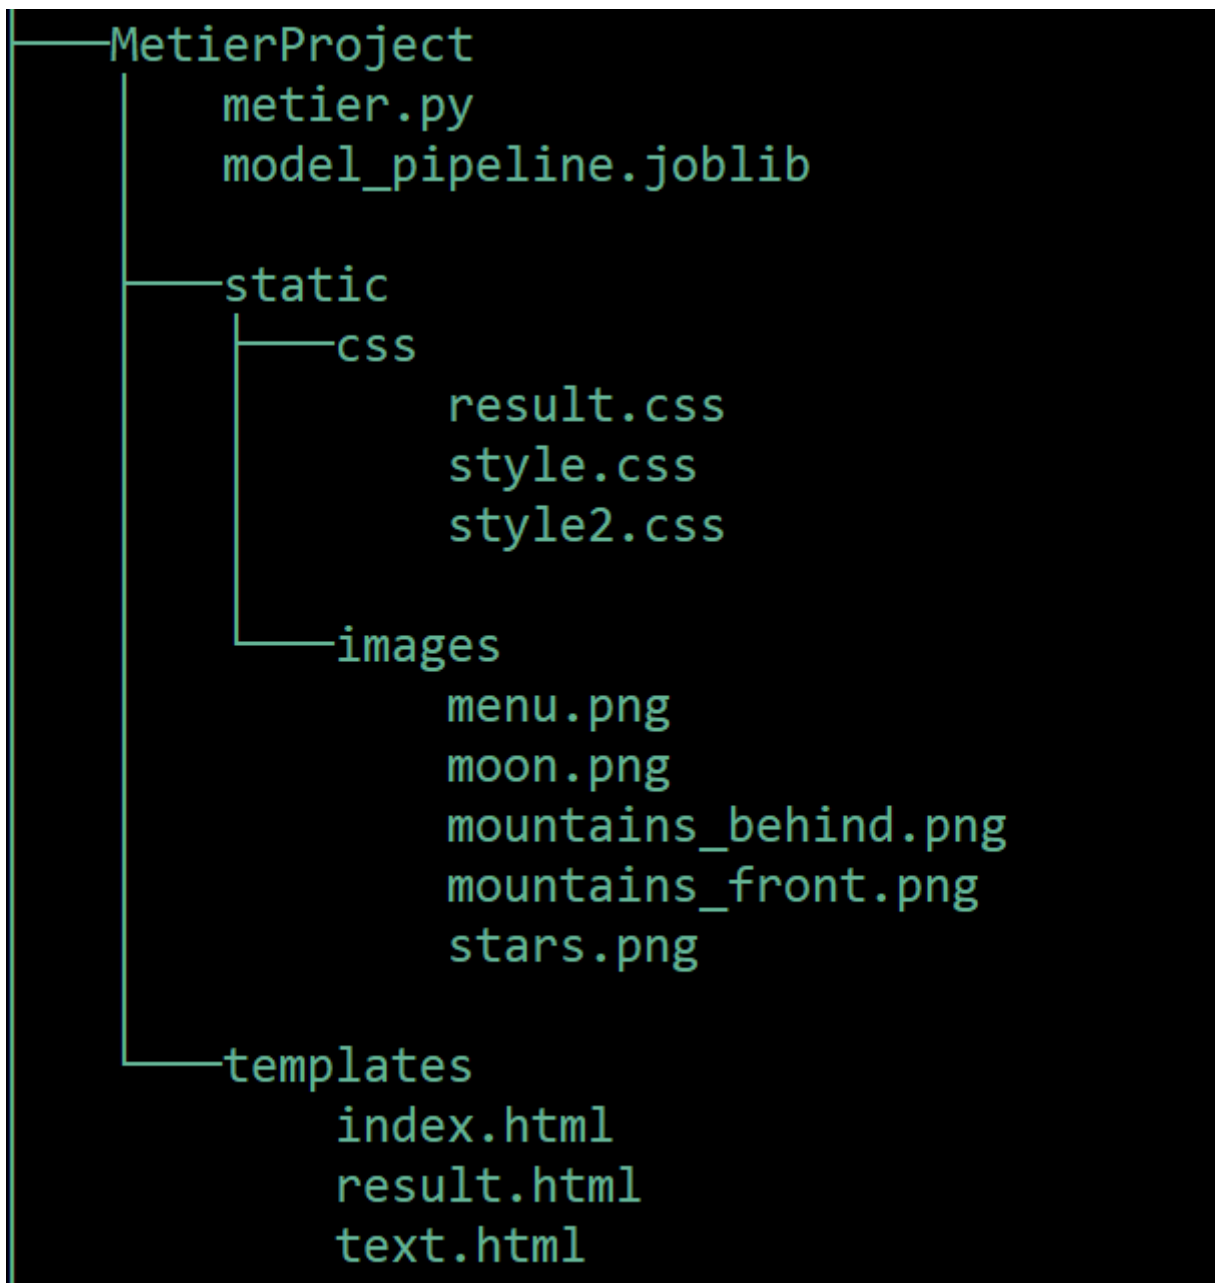 MetierProject
metier.py
model_pipeline.joblib
static
css
result.css
style.css
style2.css
images
menu.png
moon.png
mountains_behind.png
mountains_front.png
stars.png
templates
index.html
result.html
text.html